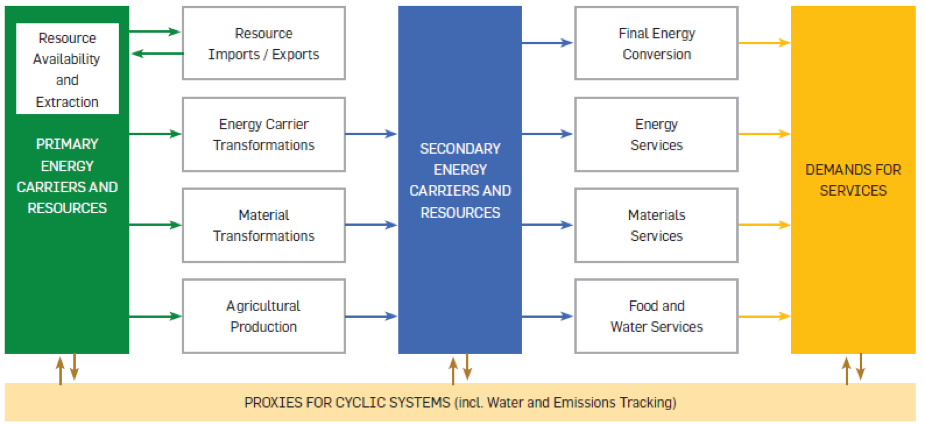 Resource
Availability
and
Extraction
PRIMARY
ENERGY
CARRIERS AND
RESOURCES
Resource
Imports / Exports
Energy Carrier
Transformations
Material
Transformations
Agricultural
Production
SECONDARY
ENERGY
CARRIERS AND
RESOURCES
Final Energy
Conversion
Energy
Services
Materials
Services
Food and
Water Services
DEMANDS FOR
SERVICES
PROXIES FOR CYCLIC SYSTEMS (incl. Water and Emissions Tracking)